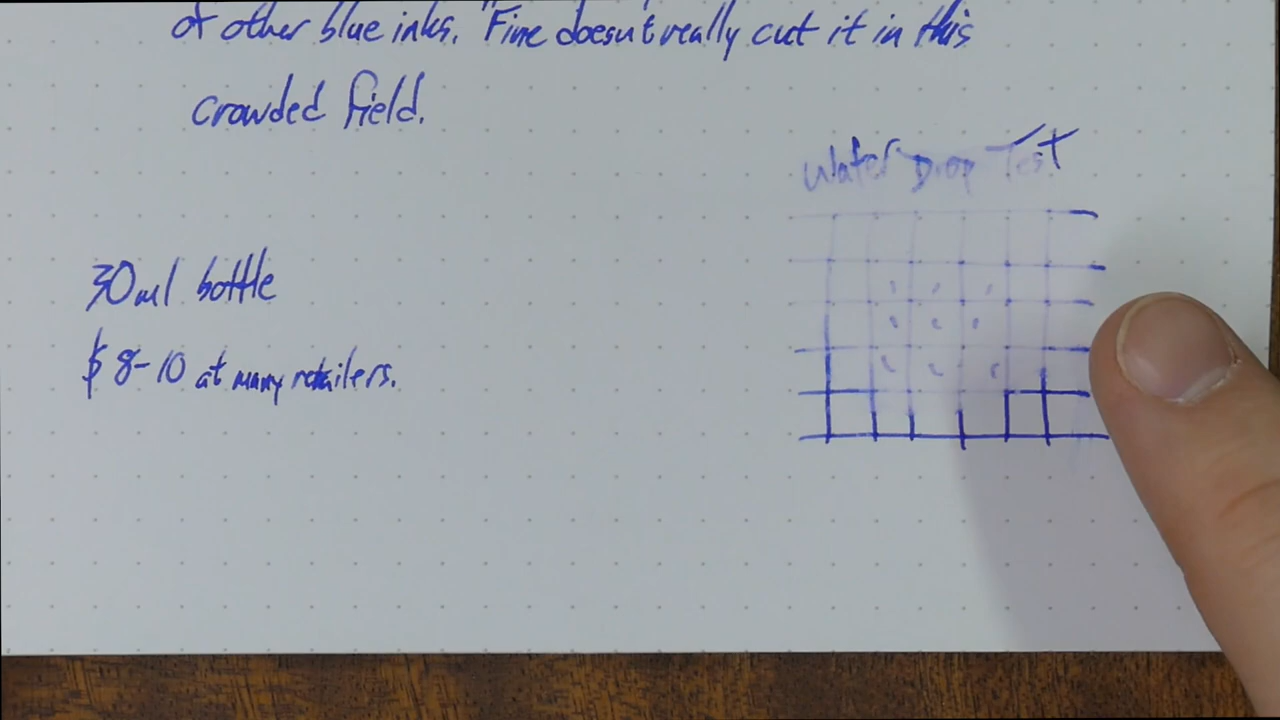 of other blue inks. "Fine doesn't really cut it in this
crowded field.
Water Drop Test
30ml bottle
$8-10 at many retailers.